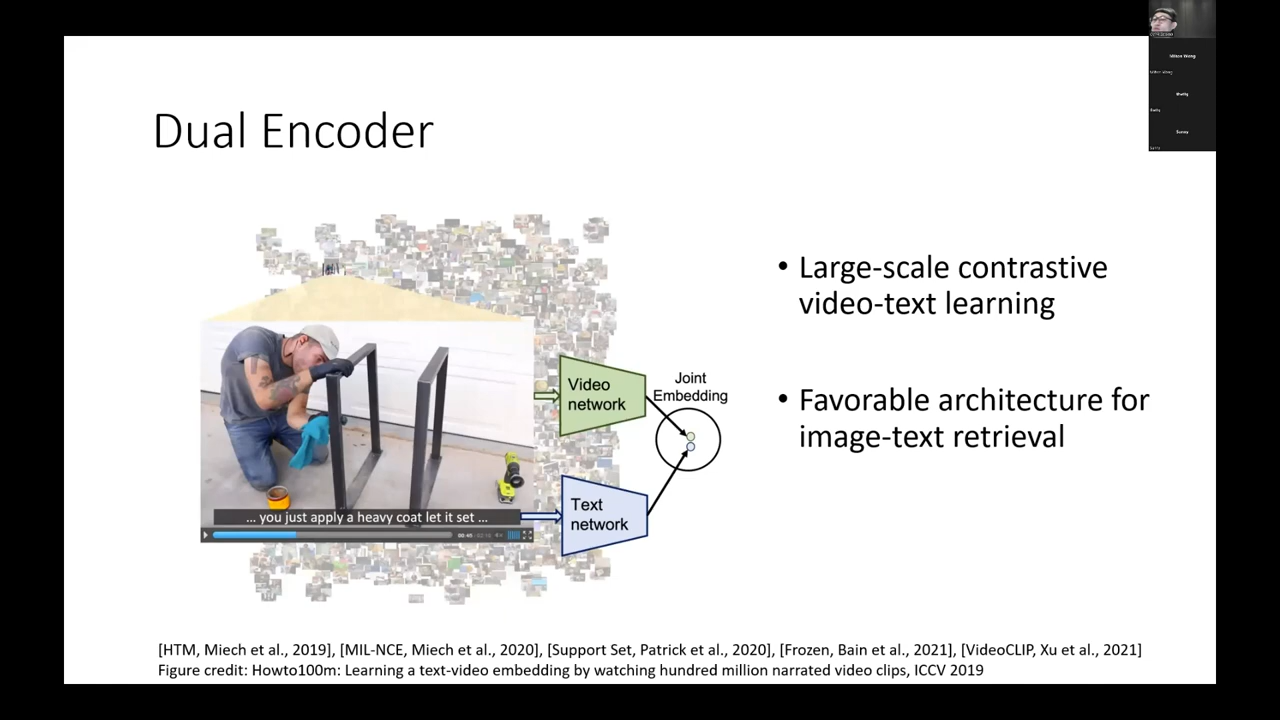 Dual Encoder
Large-scale contrastive
video-text learning
Favorable architecture for
image-text retrieval
Video
network
Joint
Embedding
Text
network
... you just apply a heavy coat let it set ...
[HTM, Miech et al., 2019], [MIL-NCE, Miech et al., 2020], [Support Set, Patrick et al., 2020], [Frozen, Bain et al., 2021], [VideoCLIP, Xu et al., 2021]
Figure credit: Howto100m: Learning a text-video embedding by watching hundred million narrated video clips, ICCV 2019